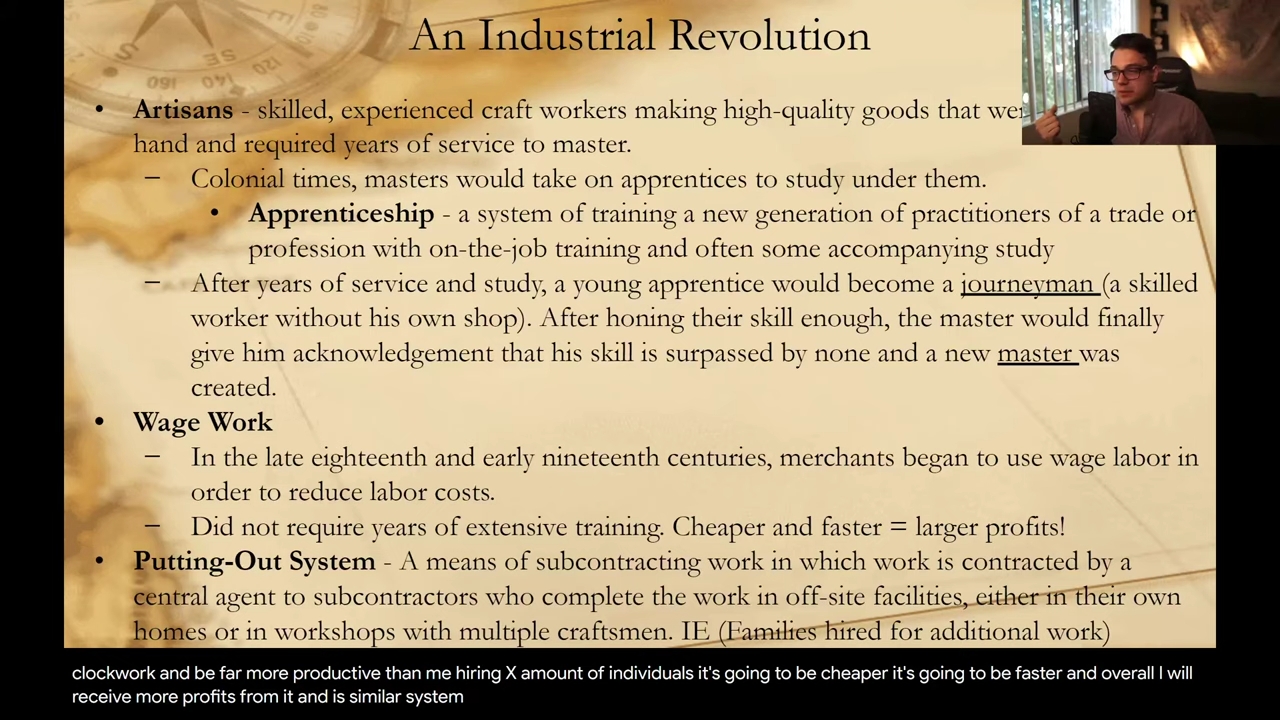 An Industrial Revolution
• Artisans - skilled, experienced craft workers making high-quality goods that
hand and required years of service to master.
– Colonial times, masters would take on apprentices to study under them.
• Apprenticeship - a system of training a new generation of practitioners of a trade or
profession with on-the-job training and often some accompanying study
– After years of service and study, a young apprentice would become a journeyman (a skilled
worker without his own shop). After honing their skill enough, the master would finally
give him acknowledgement that his skill is surpassed by none and a new master was
created.
• Wage Work
– In the late eighteenth and early nineteenth centuries, merchants began to use wage labor in
order to reduce labor costs.
– Did not require years of extensive training. Cheaper and faster = larger profits!
• Putting-Out System - A means of subcontracting work in which work is contracted by a
central agent to subcontractors who complete the work in off-site facilities, either in their own
homes or in workshops with multiple craftsmen. IE (Families hired for additional work)
clockwork and be far more productive than me hiring X amount of individuals it's going to be cheaper it's going to be faster and overall I will
receive more profits from it and is similar system